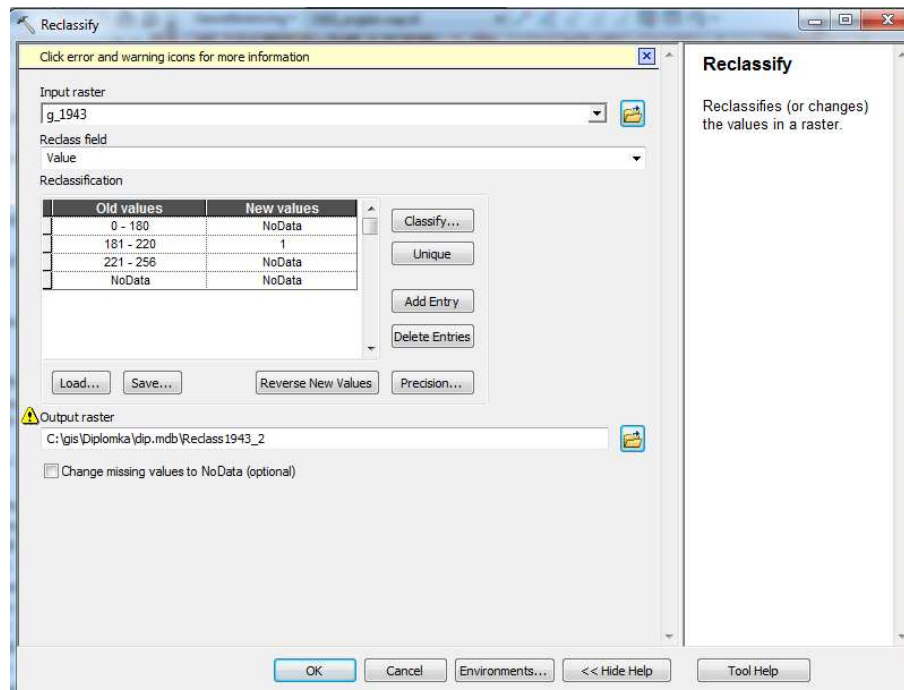 Reclassify
Click error and warning icons for more information
Input raster
g_1943
Reclass field
Value
Reclassification
Old values New values
0 - 180 NoData
181 - 220 1
221 - 256 NoData
NoData NoData
Classify...
Unique
Add Entry
Delete Entries
Load... Save... Reverse New Values Precision...
Output raster
C:\gis\Diplomka\dip.mdb\Reclass1943_2
Change missing values to NoData (optional)
OK Cancel Environments... << Hide Help Tool Help
Reclassify
Reclassifies (or changes)
the values in a raster.